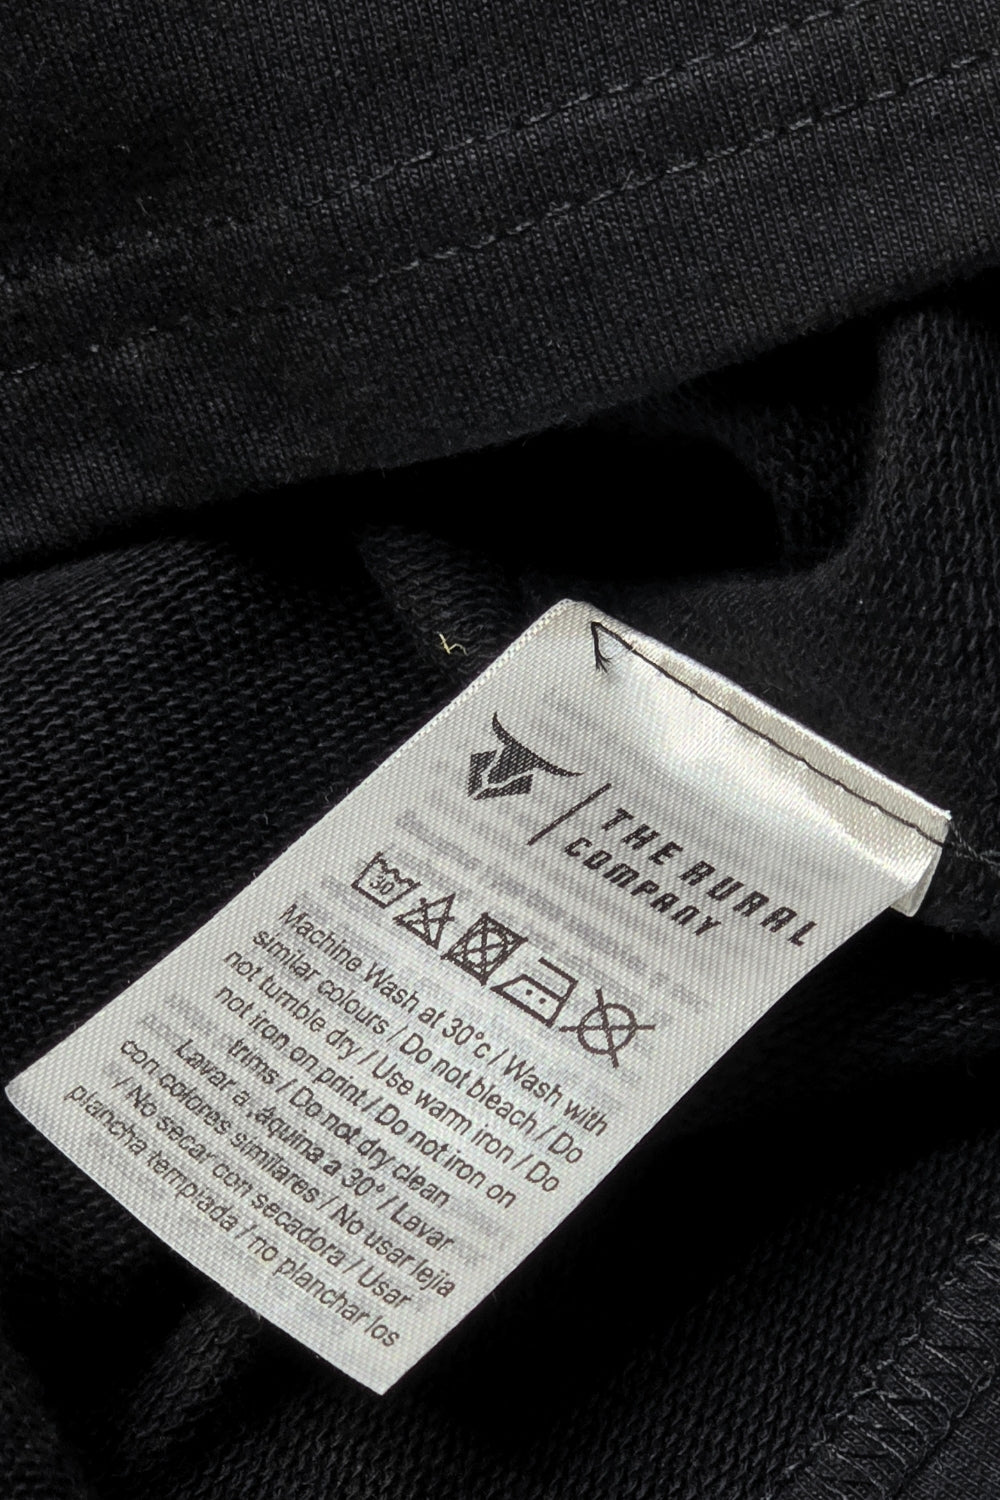 THE RURAL
COMPANY
30
Machine Wash at 30°c / Wash with
similar colours / Do not bleach / Do
not tumble dry / Use warm iron / Do
not iron on print / Do not iron on
trims / Do not dry clean
Lavar a ,áquina a 30° / Lavar
con colores similares / No usar lejia
/ No secar con secadora / Usar
plancha templada / no planchar los